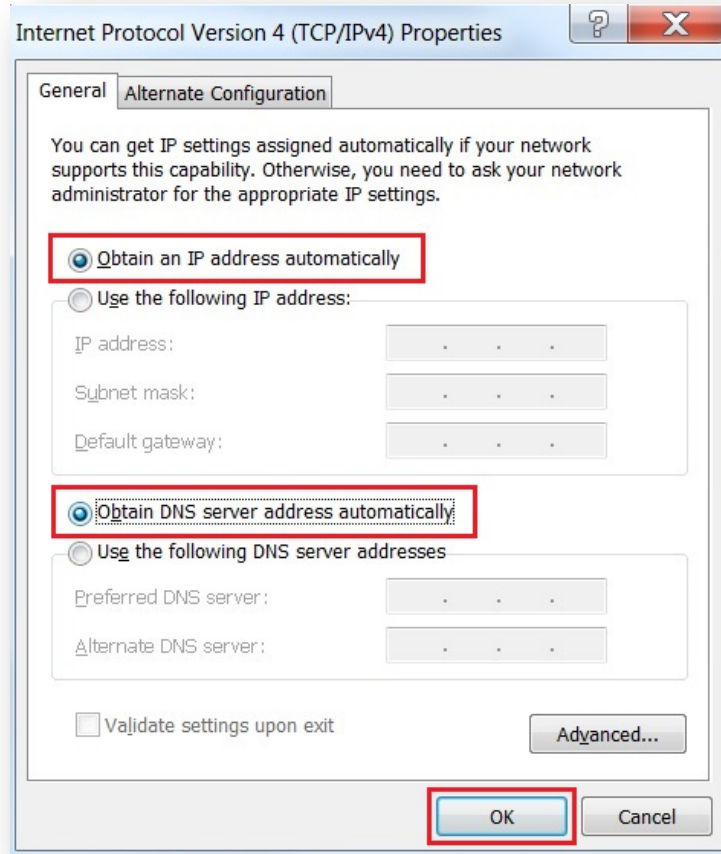 Internet Protocol Version 4 (TCP/IPv4) Properties
General
Alternate Configuration
You can get IP settings assigned automatically if your network
supports this capability. Otherwise, you need to ask your network
administrator for the appropriate IP settings.
Obtain an IP address automatically
Use the following IP address:
IP address:
Subnet mask:
Default gateway:
Obtain DNS server address automatically
Use the following DNS server addresses
Preferred DNS server:
Alternate DNS server:
Validate settings upon exit
Advanced...
OK
Cancel